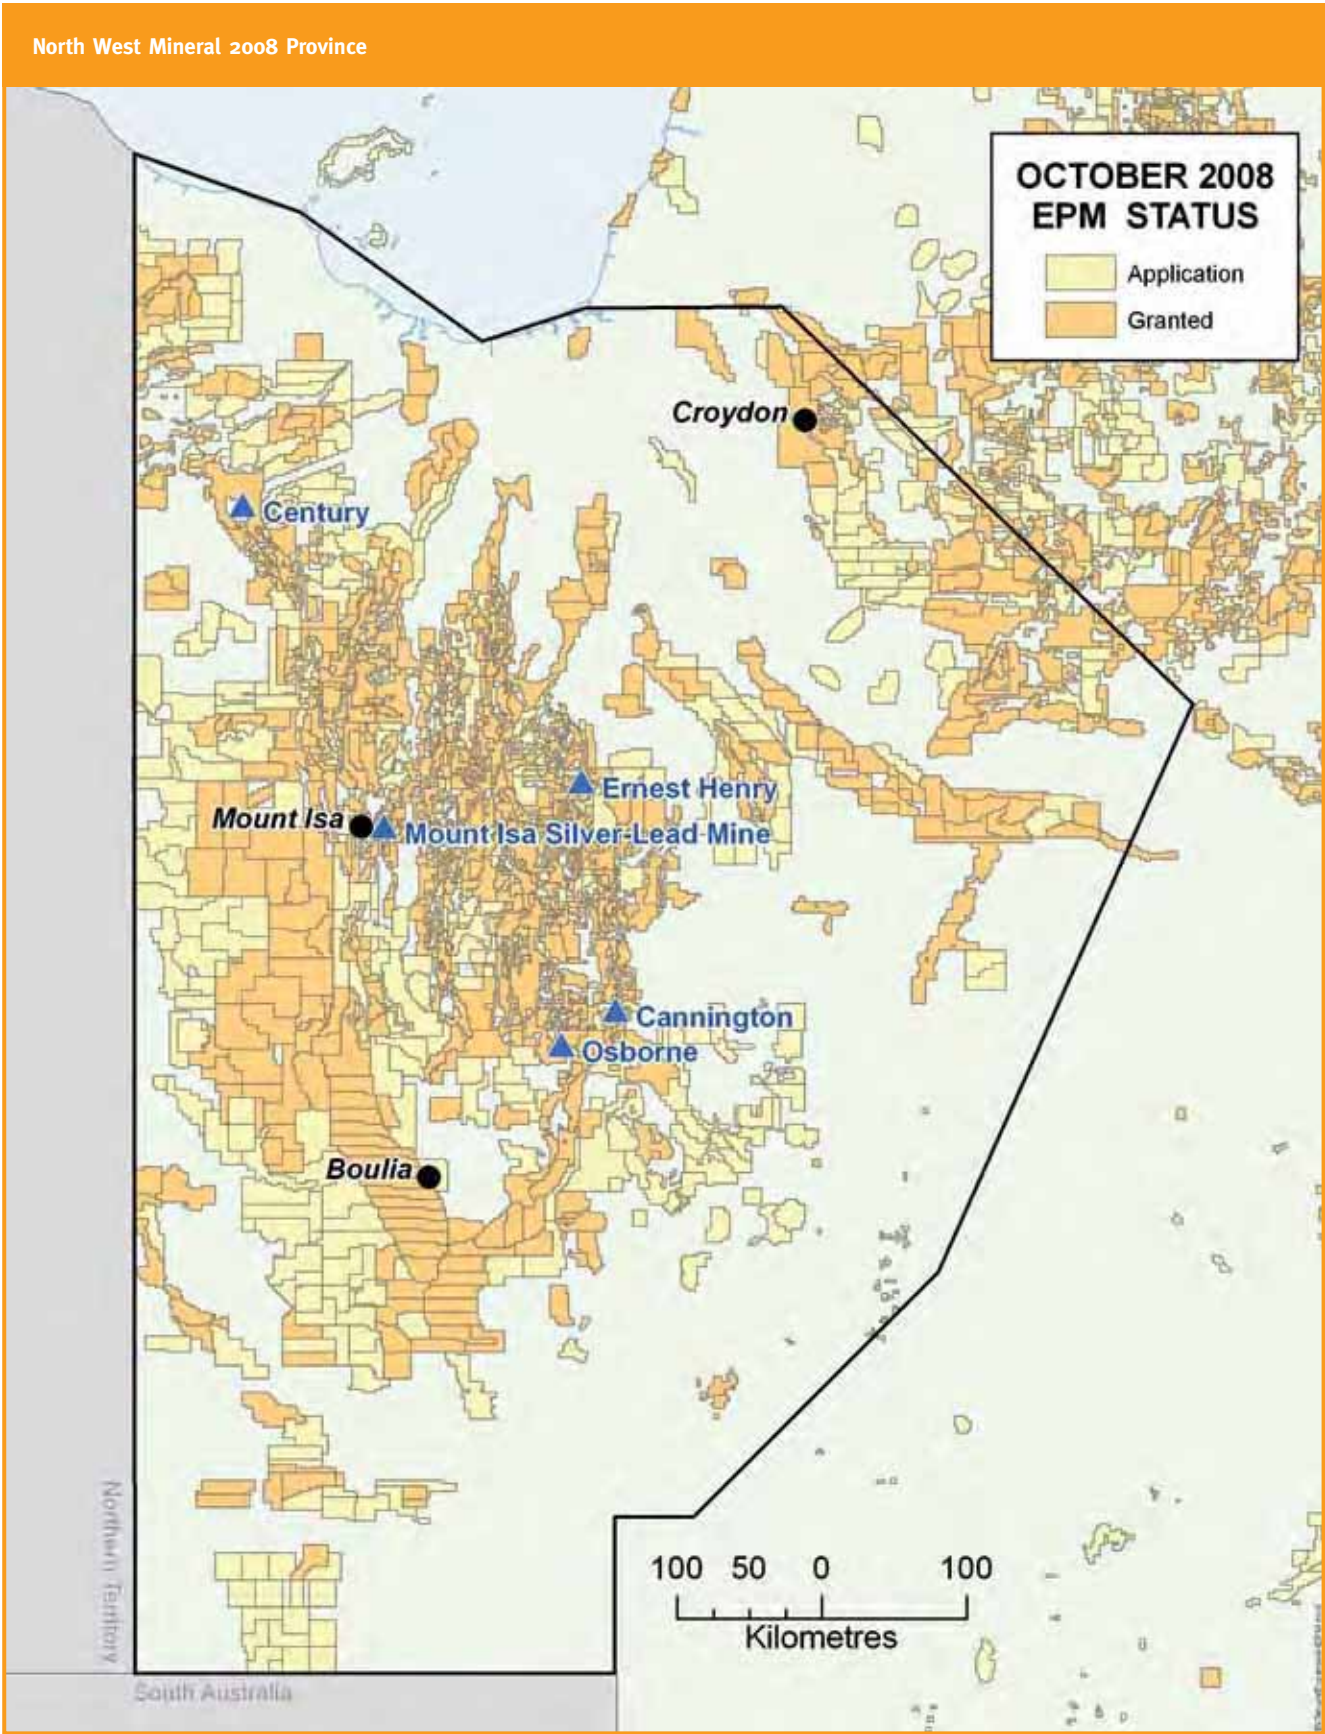 North West Mineral 2008 Province
OCTOBER 2008
EPM STATUS
Application
Granted
Croydon
Century
Ernest Henry
Mount Isa
Mount Isa Silver-Lead Mine
Cannington
Osborne
Boulia
Northern Territory
100 50 0 100
Kilometres
South Australia